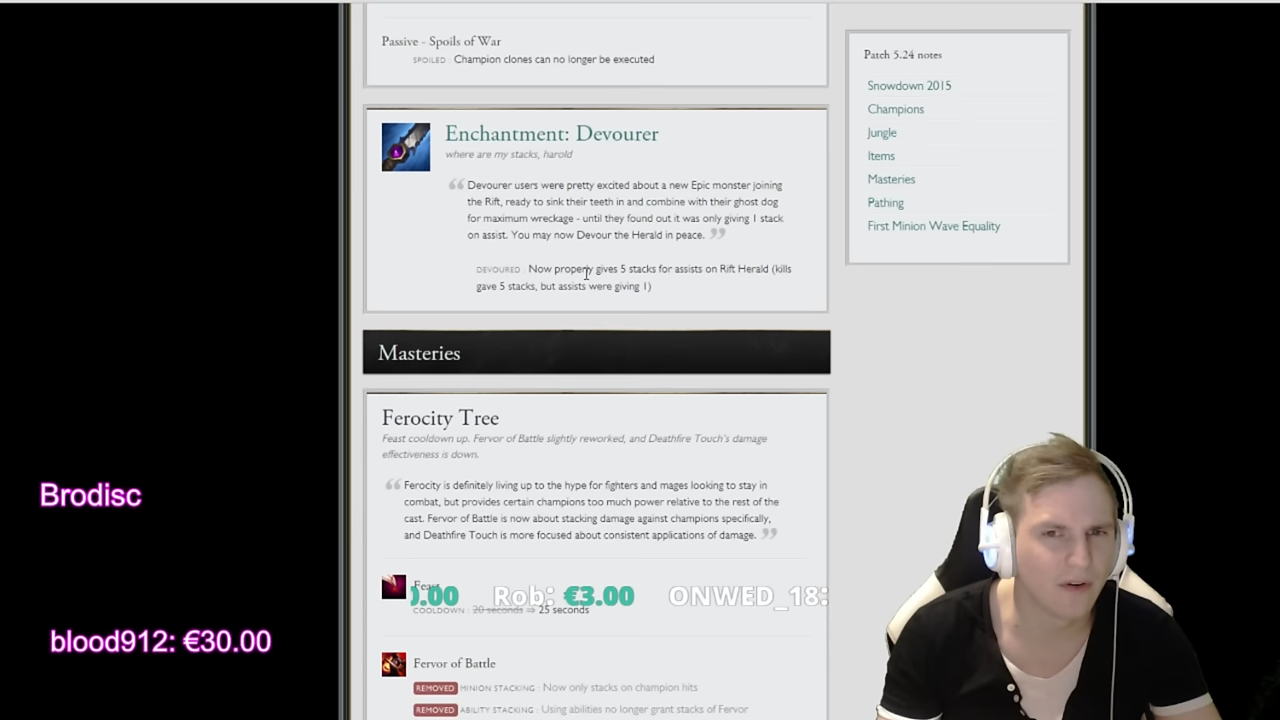 Passive - Spoils of War
SPOILED : Champion clones can no longer be executed
Enchantment: Devourer
where are my stacks, harold
“ Devourer users were pretty excited about a new Epic monster joining
the Rift, ready to sink their teeth in and combine with their ghost dog
for maximum wreckage - until they found out it was only giving 1 stack
on assist. You may now Devour the Herald in peace. ”
DEVOURED : Now properly gives 5 stacks for assists on Rift Herald (kills
gave 5 stacks, but assists were giving 1)
Masteries
Ferocity Tree
Feast cooldown up. Fervor of Battle slightly reworked, and Deathfire Touch's damage
effectiveness is down.
“ Ferocity is definitely living up to the hype for fighters and mages looking to stay in
combat, but provides certain champions too much power relative to the rest of the
cast. Fervor of Battle is now about stacking damage against champions specifically,
and Deathfire Touch is more focused about consistent applications of damage. ”
Feast
COOLDOWN : 20 seconds ⇒ 25 seconds
Fervor of Battle
REMOVED MINION STACKING : Now only stacks on champion hits
REMOVED ABILITY STACKING : Using abilities no longer grant stacks of Fervor
Patch 5.24 notes
Snowdown 2015
Champions
Jungle
Items
Masteries
Pathing
First Minion Wave Equality
Brodisc
blood912: €30.00
0.00 Rob: €3.00 ONWED_18: